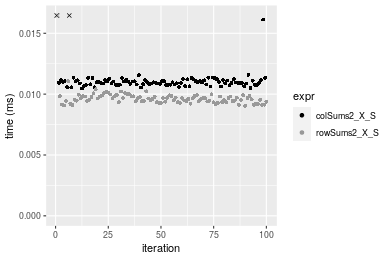 0.015
0.010
0.005
0.000
time (ms)
0
25
50
75
100
iteration
expr
colSums2_X_S
rowSums2_X_S